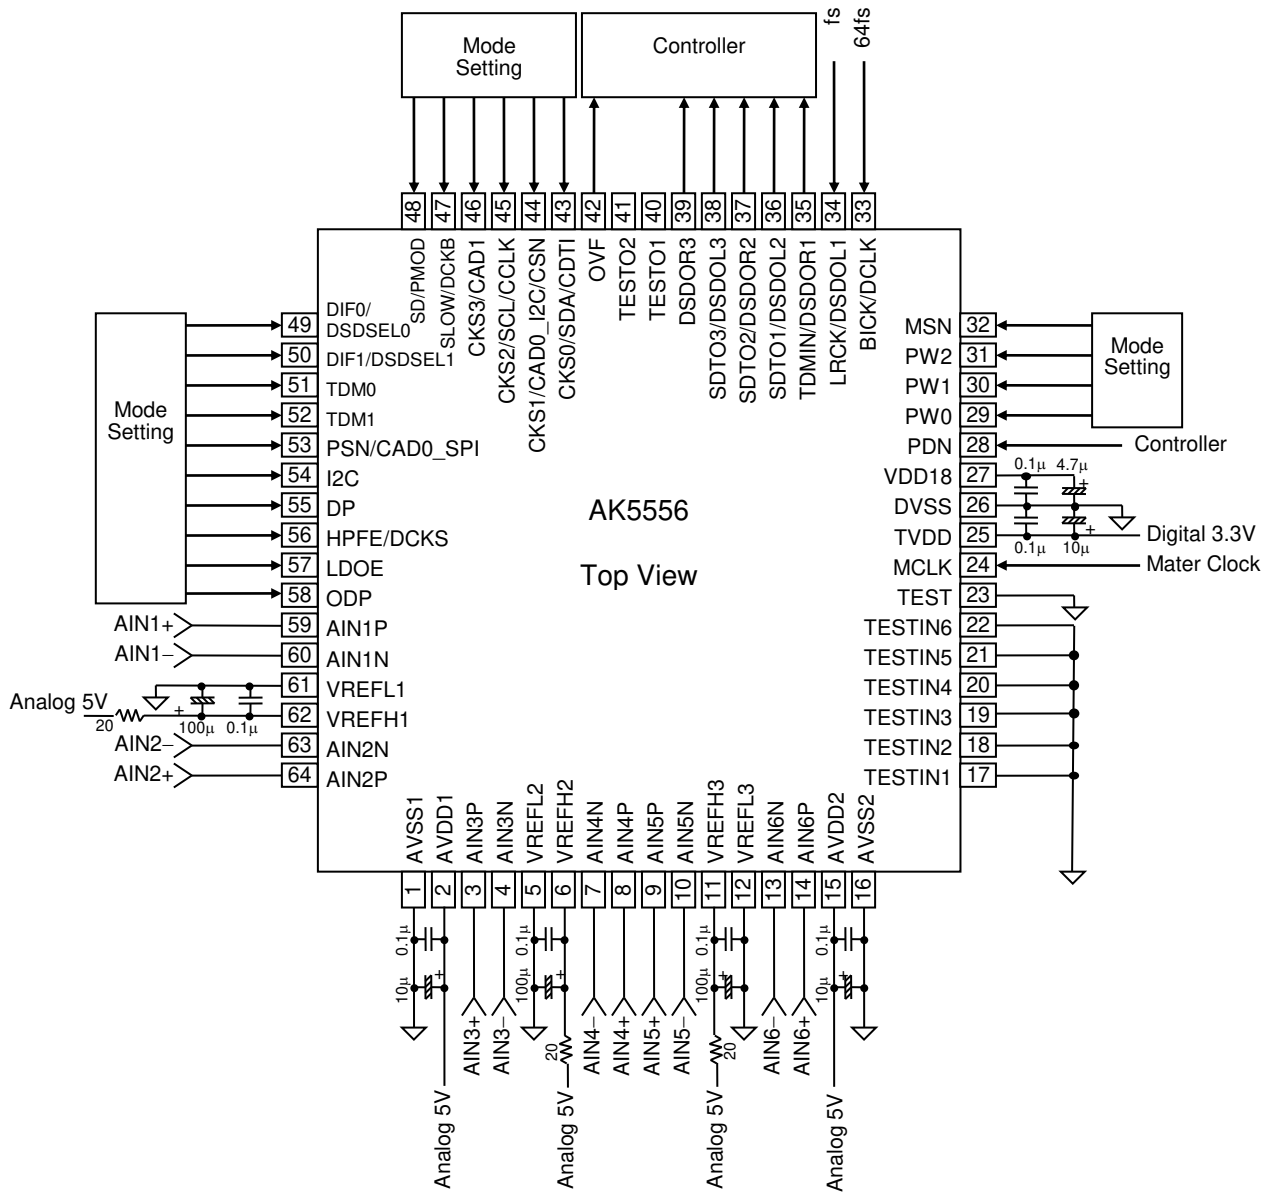 Mode
Setting
Controller
fs
64fs
48
47
46
45
44
43
42
41
40
39
38
37
36
35
34
33
SD/PMOD
SLOW/DCKB
CKS3/CAD1
CKS2/SCL/CCLK
CKS1/CAD0_I2C/CSN
CKS0/SDA/CDTI
OVF
TESTO2
TESTO1
DSDOR3
SDTO3/DSDOL3
SDTO2/DSDOR2
SDTO1/DSDOL2
TDMIN/DSDOR1
LRCK/DSDOL1
BICK/DCLK
Mode
Setting
49 DIF0/
DSDSEL0
50 DIF1/DSDSEL1
51 TDM0
52 TDM1
53 PSN/CAD0_SPI
54 I2C
55 DP
56 HPFE/DCKS
57 LDOE
58 ODP
AIN1+ 59 AIN1P
AIN1− 60 AIN1N
61 VREFL1
Analog 5V 20 + 100µ 0.1µ 62 VREFH1
AIN2− 63 AIN2N
AIN2+ 64 AIN2P
AK5556
Top View
MSN 32
PW2 31
PW1 30
PW0 29
Mode
Setting
PDN 28 Controller
VDD18 27 0.1µ 4.7µ +
DVSS 26
TVDD 25 0.1µ 10µ + Digital 3.3V
MCLK 24 Mater Clock
TEST 23
TESTIN6 22
TESTIN5 21
TESTIN4 20
TESTIN3 19
TESTIN2 18
TESTIN1 17
AVSS1
AVDD1
AIN3P
AIN3N
VREFL2
VREFH2
AIN4N
AIN4P
AIN5P
AIN5N
VREFH3
VREFL3
AIN6N
AIN6P
AVDD2
AVSS2
1
2
3
4
5
6
7
8
9
10
11
12
13
14
15
16
0.1µ
10µ
+
Analog 5V
AIN3+
AIN3−
0.1µ
100µ
+
20
Analog 5V
AIN4−
AIN4+
AIN5+
AIN5−
0.1µ
100µ
+
20
Analog 5V
AIN6−
AIN6+
0.1µ
10µ
+
Analog 5V